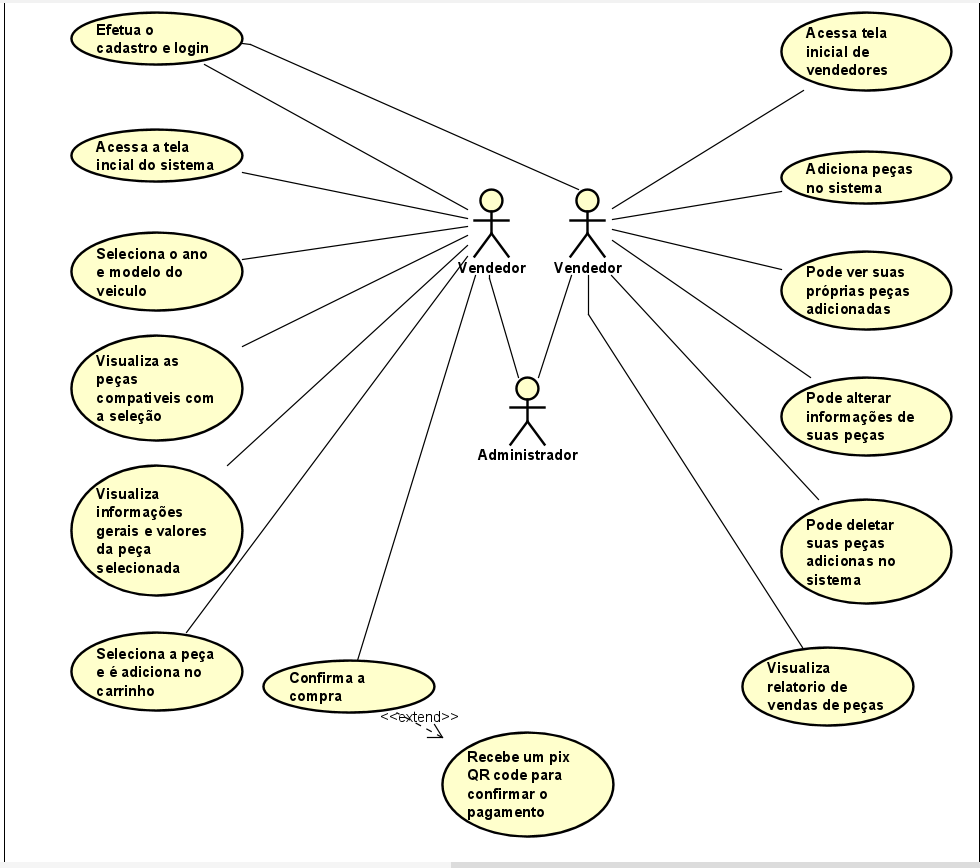 Efetua o
cadastro e login
Acessa tela
inicial de
vendedores
Acessa a tela
incial do sistema
Adiciona peças
no sistema
Seleciona o ano
e modelo do
veiculo
Vendedor
Vendedor
Pode ver suas
próprias peças
adicionadas
Visualiza as
peças
compativeis com
a seleção
Administrador
Pode alterar
informações de
suas peças
Visualiza
informações
gerais e valores
da peça
selecionada
Pode deletar
suas peças
adicionas no
sistema
Seleciona a peça
e é adiciona no
carrinho
Confirma a
compra
Visualiza
relatorio de
vendas de peças
<<extend>>
Recebe um pix
QR code para
confirmar o
pagamento